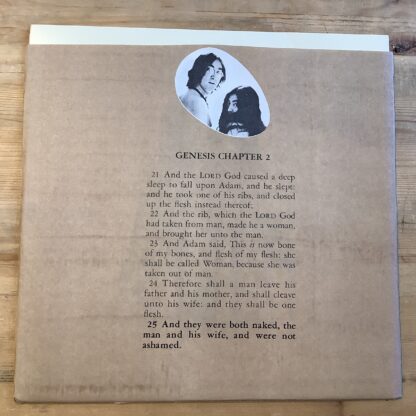 GENESIS CHAPTER 2
21 And the LORD God caused a deep
sleep to fall upon Adam, and he slept:
and he took one of his ribs, and closed
up the flesh instead thereof;
22 And the rib, which the LORD God
had taken from man, made he a woman,
and brought her unto the man.
23 And Adam said, This is now bone
of my bones, and flesh of my flesh: she
shall be called Woman, because she was
taken out of man.
24 Therefore shall a man leave his
father and his mother, and shall cleave
unto his wife: and they shall be one
flesh.
25 And they were both naked, the
man and his wife, and were not
ashamed.